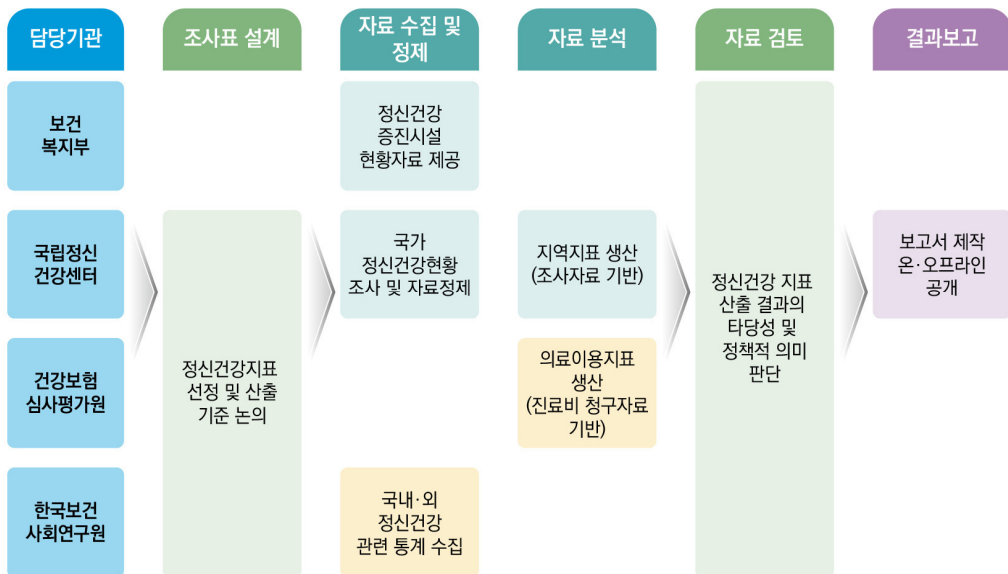 담당기관
조사표 설계
자료 수집 및
정제
자료 분석
자료 검토
결과보고
보건
복지부
정신건강
증진시설
현황자료 제공
국립정신
건강센터
국가
정신건강현황
조사 및 자료정제
지역지표 생산
(조사자료 기반)
보고서 제작
온·오프라인
공개
정신건강 지표
산출 결과의
타당성 및
정책적 의미
판단
건강보험
심사평가원
정신건강지표
선정 및 산출
기준 논의
의료이용지표
생산
(진료비 청구자료
기반)
한국보건
사회연구원
국내·외
정신건강
관련 통계 수집